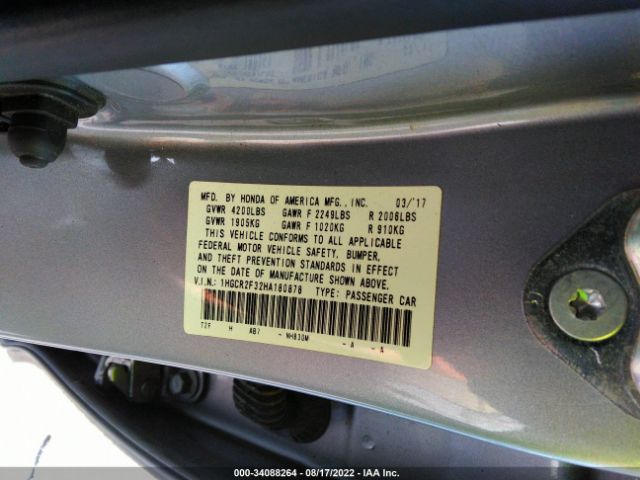 MFD. BY HONDA OF AMERICA MFG., INC. 03/'17
GVWR 4200LBS GAWR F 2249LBS R 2006LBS
GVWR 1905KG GAWR F 1020KG R 910KG
THIS VEHICLE CONFORMS TO ALL APPLICABLE
FEDERAL MOTOR VEHICLE SAFETY, BUMPER,
AND THEFT PREVENTION STANDARDS IN EFFECT
ON THE DATE OF MANUFACTURE SHOWN ABOVE.
V.I.N.: 1HGCR2F32HA180878 TYPE: PASSENGER CAR
T2F H AB7 - NH830M - A - A
000-34088264 - 08/17/2022 - IAA Inc.